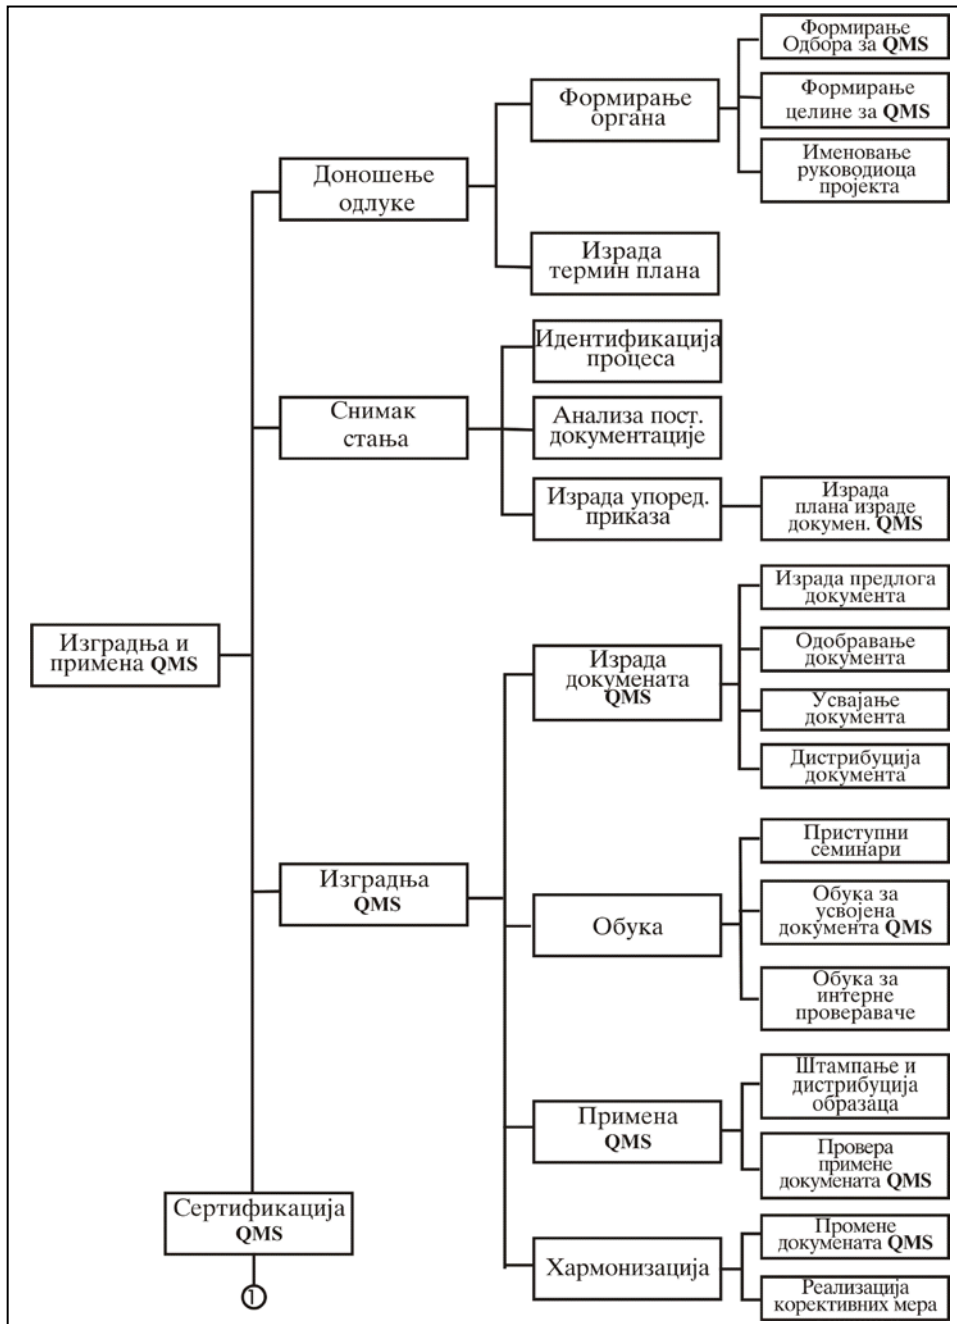 Формирање
Одбора за QMS
Формирање
целине за QMS
Именовање
руководиоца
пројекта
Формирање
органа
Доношење
одлуке
Израда
термин плана
Идентификација
процеса
Снимак
стања
Анализа пост.
документације
Израда упоред.
приказа
Израда
плана израде
докумен. QMS
Изградња и
примена QMS
Израда предлога
документа
Израда
докумената
QMS
Одобравање
документа
Усвајање
документа
Дистрибуција
документа
Изградња
QMS
Приступни
семинари
Обука
Обука за
усвојена
документа QMS
Обука за
интерне
провераваче
Примена
QMS
Штампање и
дистрибуција
образаца
Провера
примене
докумената QMS
Сертификација
QMS
1
Хармонизација
Промене
докумената QMS
Реализација
корективних мера